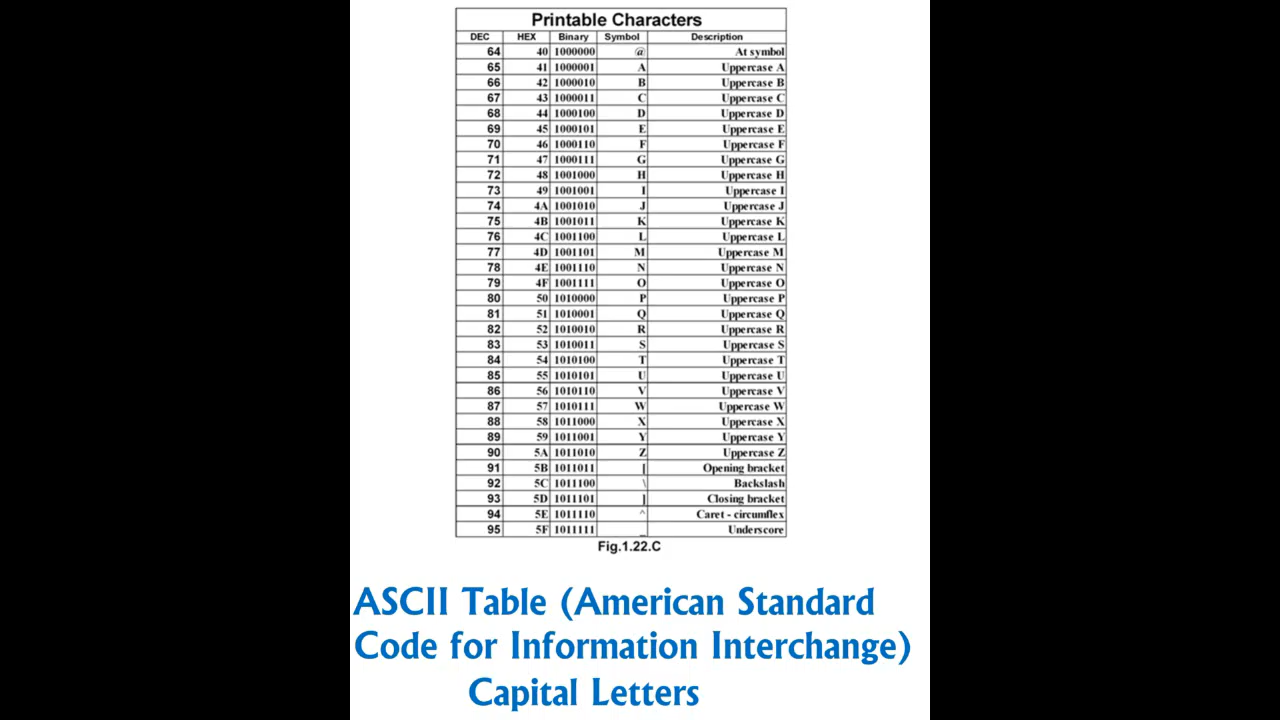 Printable Characters
DEC HEX Binary Symbol Description
64 40 1000000 @ At symbol
65 41 1000001 A Uppercase A
66 42 1000010 B Uppercase B
67 43 1000011 C Uppercase C
68 44 1000100 D Uppercase D
69 45 1000101 E Uppercase E
70 46 1000110 F Uppercase F
71 47 1000111 G Uppercase G
72 48 1001000 H Uppercase H
73 49 1001001 I Uppercase I
74 4A 1001010 J Uppercase J
75 4B 1001011 K Uppercase K
76 4C 1001100 L Uppercase L
77 4D 1001101 M Uppercase M
78 4E 1001110 N Uppercase N
79 4F 1001111 O Uppercase O
80 50 1010000 P Uppercase P
81 51 1010001 Q Uppercase Q
82 52 1010010 R Uppercase R
83 53 1010011 S Uppercase S
84 54 1010100 T Uppercase T
85 55 1010101 U Uppercase U
86 56 1010110 V Uppercase V
87 57 1010111 W Uppercase W
88 58 1011000 X Uppercase X
89 59 1011001 Y Uppercase Y
90 5A 1011010 Z Uppercase Z
91 5B 1011011 [ Opening bracket
92 5C 1011100 \ Backslash
93 5D 1011101 ] Closing bracket
94 5E 1011110 ^ Caret - circumflex
95 5F 1011111 _ Underscore
Fig.1.22.C
ASCII Table (American Standard
Code for Information Interchange)
Capital Letters